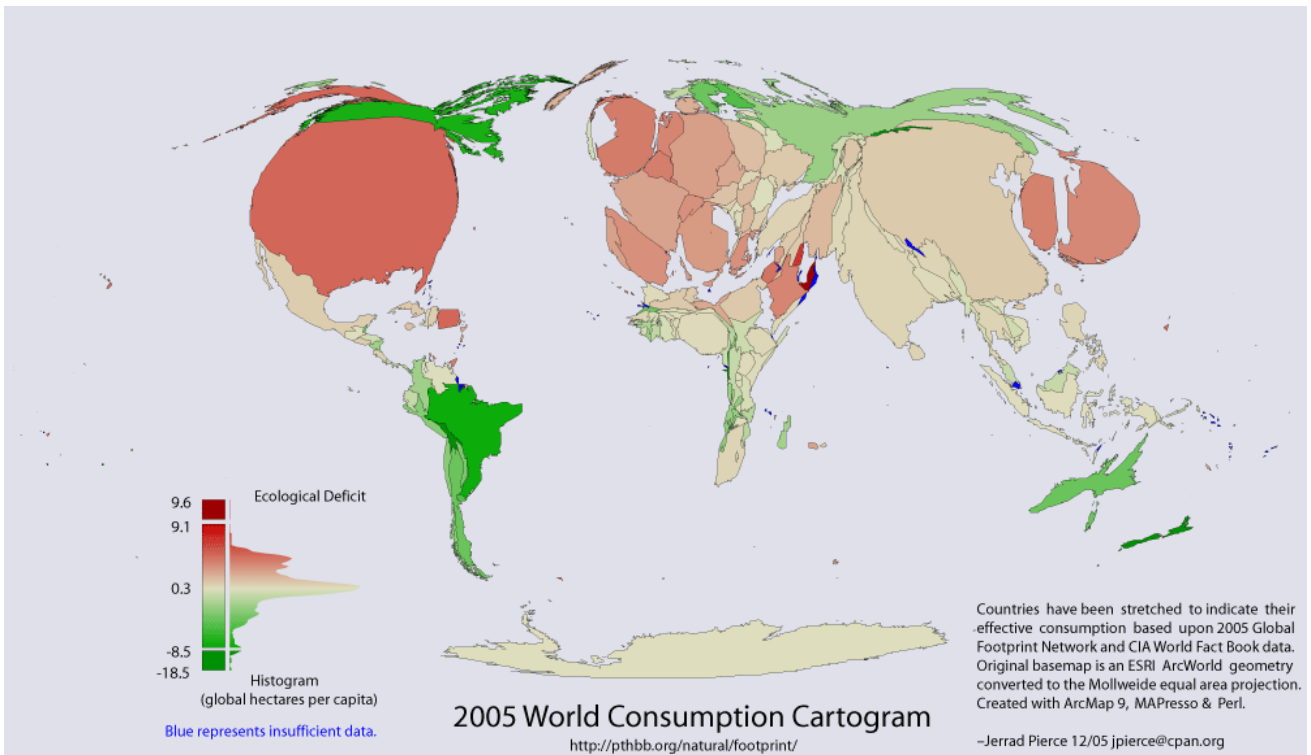 Ecological Deficit
9.6
9.1
0.3
-8.5
-18.5
Histogram
(global hectares per capita)
Blue represents insufficient data.
2005 World Consumption Cartogram
http://pthbb.org/natural/footprint/
Countries have been stretched to indicate their
effective consumption based upon 2005 Global
Footprint Network and CIA World Fact Book data.
Original basemap is an ESRI ArcWorld geometry
converted to the Mollweide equal area projection.
Created with ArcMap 9, MAPresso & Perl.
–Jerrad Pierce 12/05 jpierce@cpan.org